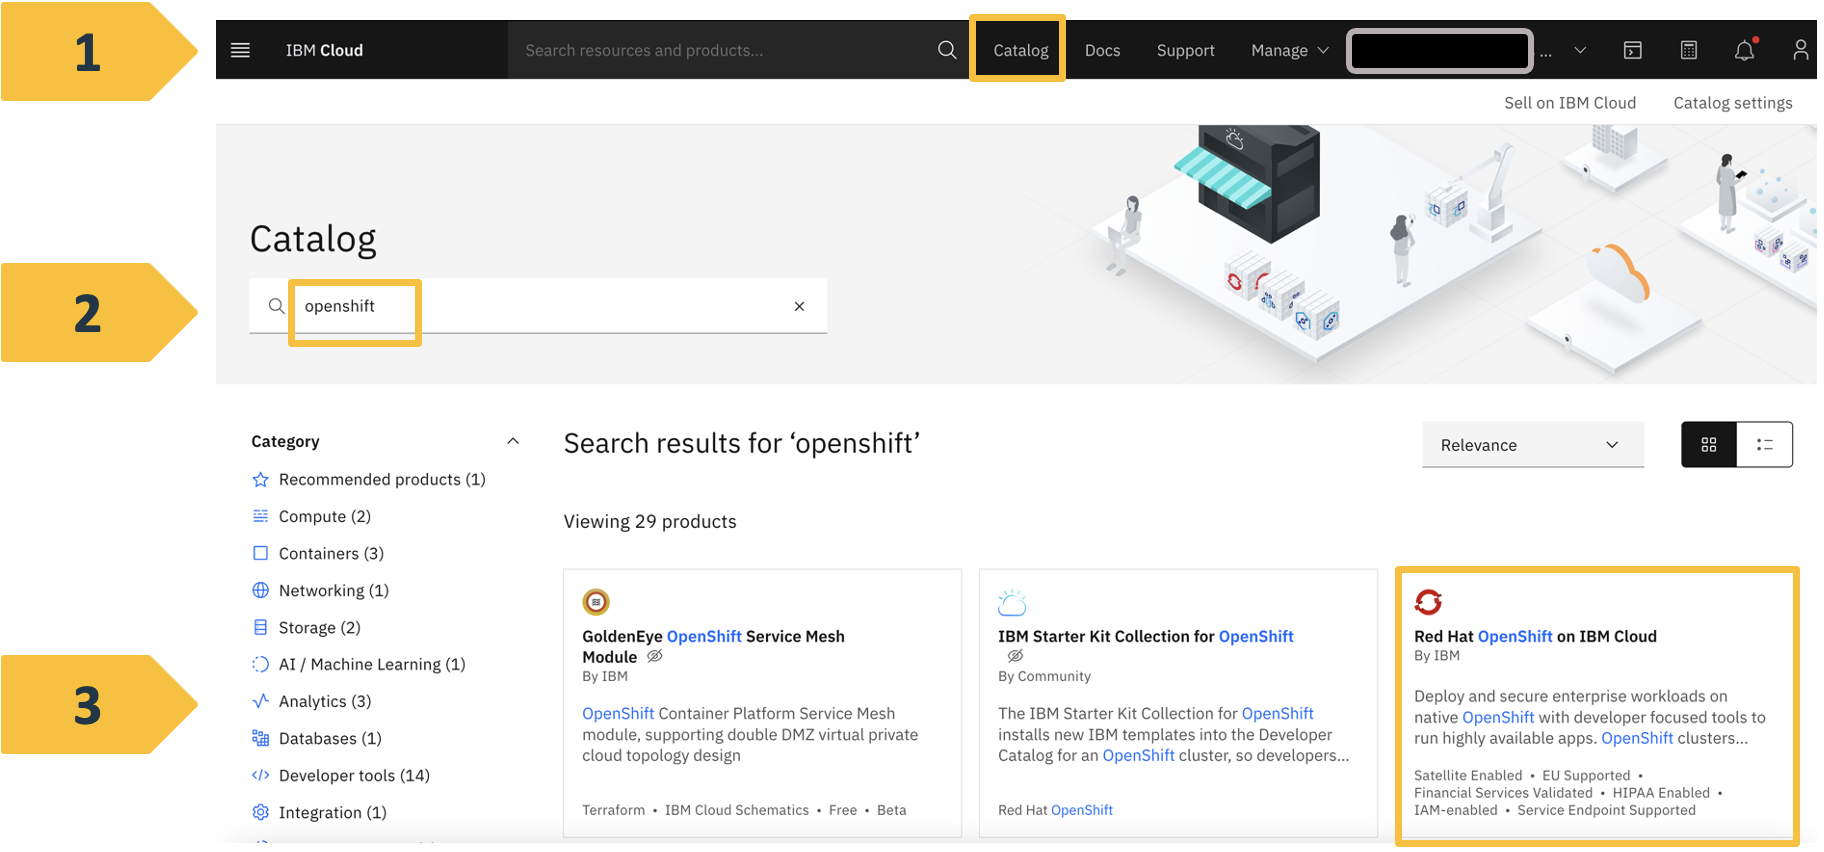 1
IBM Cloud
Search resources and products...
Catalog
Docs
Support
Manage
...
Sell on IBM Cloud
Catalog settings
Catalog
2
openshift
Category
Recommended products (1)
Compute (2)
Containers (3)
Networking (1)
Storage (2)
AI / Machine Learning (1)
Analytics (3)
Databases (1)
Developer tools (14)
Integration (1)
Search results for ‘openshift’
Relevance
Viewing 29 products
3
GoldenEye OpenShift Service Mesh
Module
By IBM
OpenShift Container Platform Service Mesh
module, supporting double DMZ virtual private
cloud topology design
Terraform • IBM Cloud Schematics • Free • Beta
IBM Starter Kit Collection for OpenShift
By Community
The IBM Starter Kit Collection for OpenShift
installs new IBM templates into the Developer
Catalog for an OpenShift cluster, so developers...
Red Hat OpenShift
Red Hat OpenShift on IBM Cloud
By IBM
Deploy and secure enterprise workloads on
native OpenShift with developer focused tools to
run highly available apps. OpenShift clusters...
Satellite Enabled • EU Supported •
Financial Services Validated • HIPAA Enabled •
IAM-enabled • Service Endpoint Supported